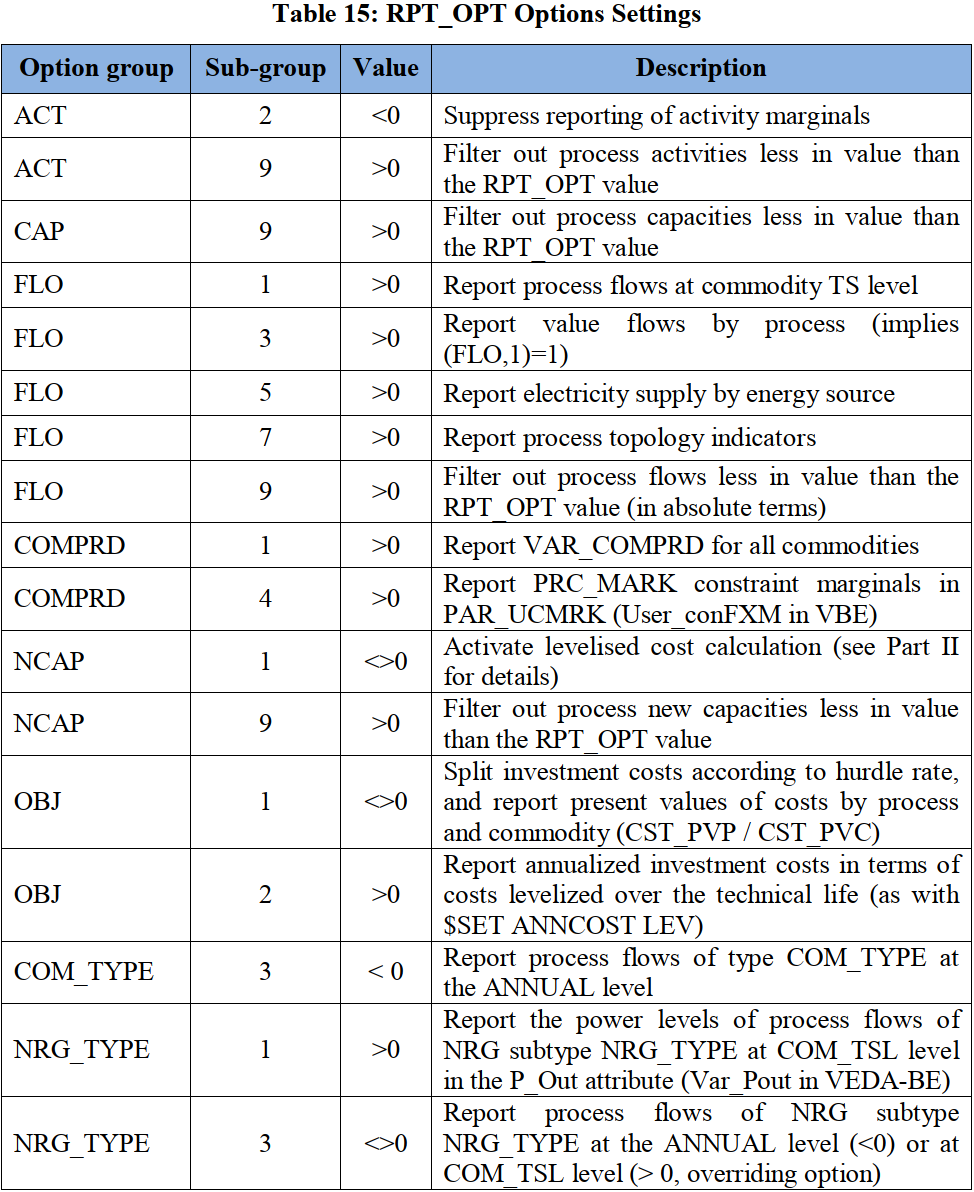 Table 15: RPT_OPT Options Settings
Option group Sub-group Value Description
ACT 2 <0 Suppress reporting of activity marginals
ACT 9 >0 Filter out process activities less in value than
the RPT_OPT value
CAP 9 >0 Filter out process capacities less in value than
the RPT_OPT value
FLO 1 >0 Report process flows at commodity TS level
FLO 3 >0 Report value flows by process (implies
(FLO,1)=1)
FLO 5 >0 Report electricity supply by energy source
FLO 7 >0 Report process topology indicators
FLO 9 >0 Filter out process flows less in value than the
RPT_OPT value (in absolute terms)
COMPRD 1 >0 Report VAR_COMPRD for all commodities
COMPRD 4 >0 Report PRC_MARK constraint marginals in
PAR_UCMRK (User_conFXM in VBE)
NCAP 1 <>0 Activate levelised cost calculation (see Part II
for details)
NCAP 9 >0 Filter out process new capacities less in value
than the RPT_OPT value
OBJ 1 <>0 Split investment costs according to hurdle rate,
and report present values of costs by process
and commodity (CST_PVP / CST_PVC)
OBJ 2 >0 Report annualized investment costs in terms of
costs levelized over the technical life (as with
$SET ANNCOST LEV)
COM_TYPE 3 < 0 Report process flows of type COM_TYPE at
the ANNUAL level
NRG_TYPE 1 >0 Report the power levels of process flows of
NRG subtype NRG_TYPE at COM_TSL level
in the P_Out attribute (Var_Pout in VEDA-BE)
NRG_TYPE 3 <>0 Report process flows of NRG subtype
NRG_TYPE at the ANNUAL level (<0) or at
COM_TSL level (> 0, overriding option)